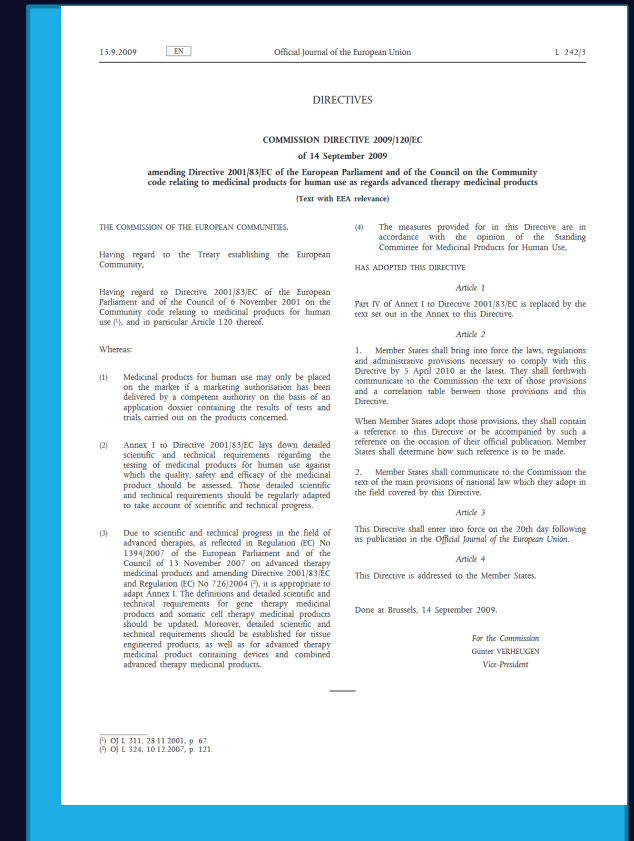 15.9.2009
EN
Official Journal of the European Union
L 242/3
DIRECTIVES
COMMISSION DIRECTIVE 2009/120/EC
of 14 September 2009
amending Directive 2001/83/EC of the European Parliament and of the Council on the Community
code relating to medicinal products for human use as regards advanced therapy medicinal products
(Text with EEA relevance)
THE COMMISSION OF THE EUROPEAN COMMUNITIES,
Having regard to the Treaty establishing the European
Community,
Having regard to Directive 2001/83/EC of the European
Parliament and of the Council of 6 November 2001 on the
Community code relating to medicinal products for human
use (¹), and in particular Article 120 thereof,
Whereas:
(1) Medicinal products for human use may only be placed
on the market if a marketing authorisation has been
delivered by a competent authority on the basis of an
application dossier containing the results of tests and
trials carried out on the products concerned.
(2) Annex I to Directive 2001/83/EC lays down detailed
scientific and technical requirements regarding the
testing of medicinal products for human use against
which the quality, safety and efficacy of the medicinal
product should be assessed. Those detailed scientific
and technical requirements should be regularly adapted
to take account of scientific and technical progress.
(3) Due to scientific and technical progress in the field of
advanced therapies, as reflected in Regulation (EC) No
1394/2007 of the European Parliament and of the
Council of 13 November 2007 on advanced therapy
medicinal products and amending Directive 2001/83/EC
and Regulation (EC) No 726/2004 (²), it is appropriate to
adapt Annex I. The definitions and detailed scientific and
technical requirements for gene therapy medicinal
products and somatic cell therapy medicinal products
should be updated. Moreover, detailed scientific and
technical requirements should be established for tissue
engineered products, as well as for advanced therapy
medicinal product containing devices and combined
advanced therapy medicinal products.
(4) The measures provided for in this Directive are in
accordance with the opinion of the Standing
Committee for Medicinal Products for Human Use,
HAS ADOPTED THIS DIRECTIVE:
Article 1
Part IV of Annex I to Directive 2001/83/EC is replaced by the
text set out in the Annex to this Directive.
Article 2
1. Member States shall bring into force the laws, regulations
and administrative provisions necessary to comply with this
Directive by 5 April 2010 at the latest. They shall forthwith
communicate to the Commission the text of those provisions
and a correlation table between those provisions and this
Directive.
When Member States adopt those provisions, they shall contain
a reference to this Directive or be accompanied by such a
reference on the occasion of their official publication. Member
States shall determine how such reference is to be made.
2. Member States shall communicate to the Commission the
text of the main provisions of national law which they adopt in
the field covered by this Directive.
Article 3
This Directive shall enter into force on the 20th day following
its publication in the Official Journal of the European Union.
Article 4
This Directive is addressed to the Member States.
Done at Brussels, 14 September 2009.
For the Commission
Günter VERHEUGEN
Vice-President
(¹) OJ L 311, 28.11.2001, p. 67.
(²) OJ L 324, 10.12.2007, p. 121.